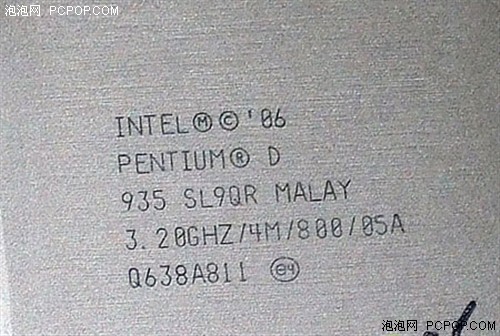 泡泡网 PCPOP.COM
INTEL Ⓜ © '06
PENTIUM® D
935 SL9QR MALAY
3.20GHZ/4M/800/05A
Q638A811 e4
泡泡网 PCPOP.COM